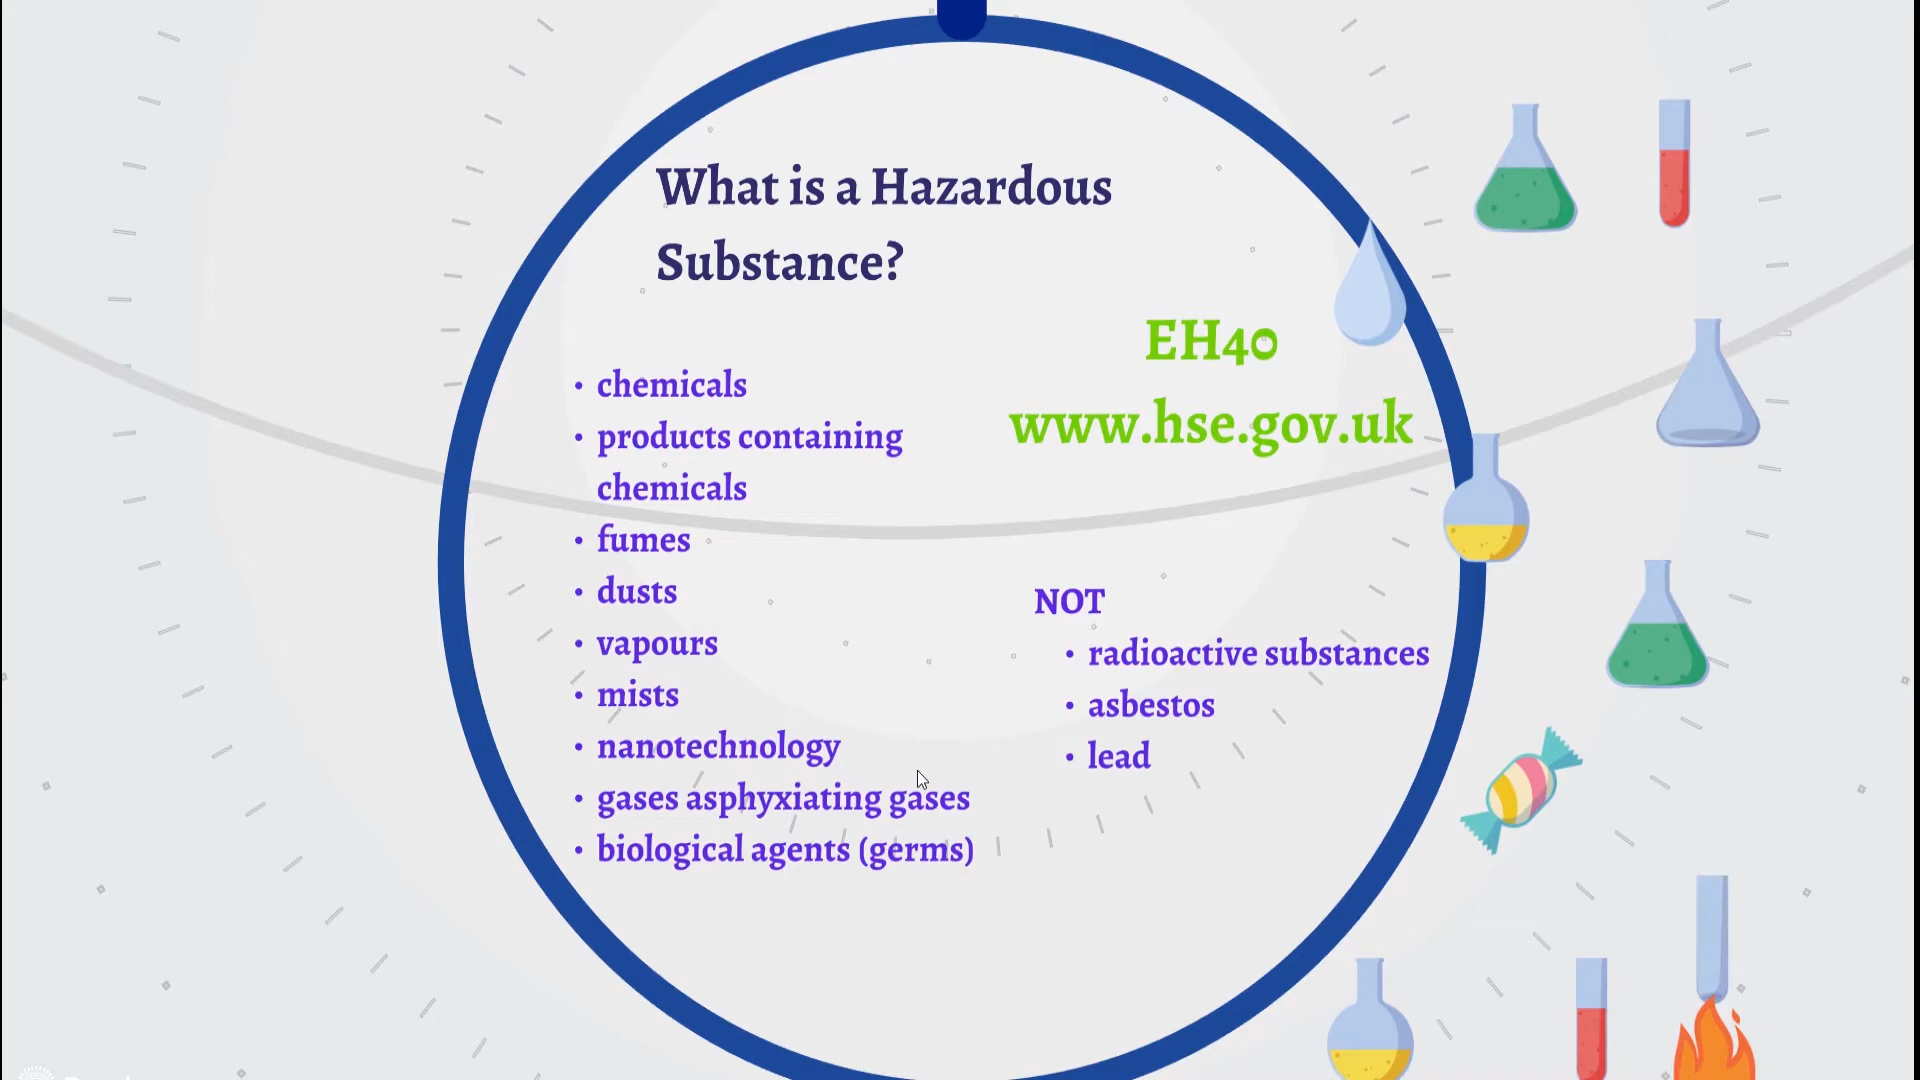 What is a Hazardous
Substance?
EH40
www.hse.gov.uk
• chemicals
• products containing
chemicals
• fumes
• dusts
• vapours
• mists
• nanotechnology
• gases asphyxiating gases
• biological agents (germs)
NOT
• radioactive substances
• asbestos
• lead